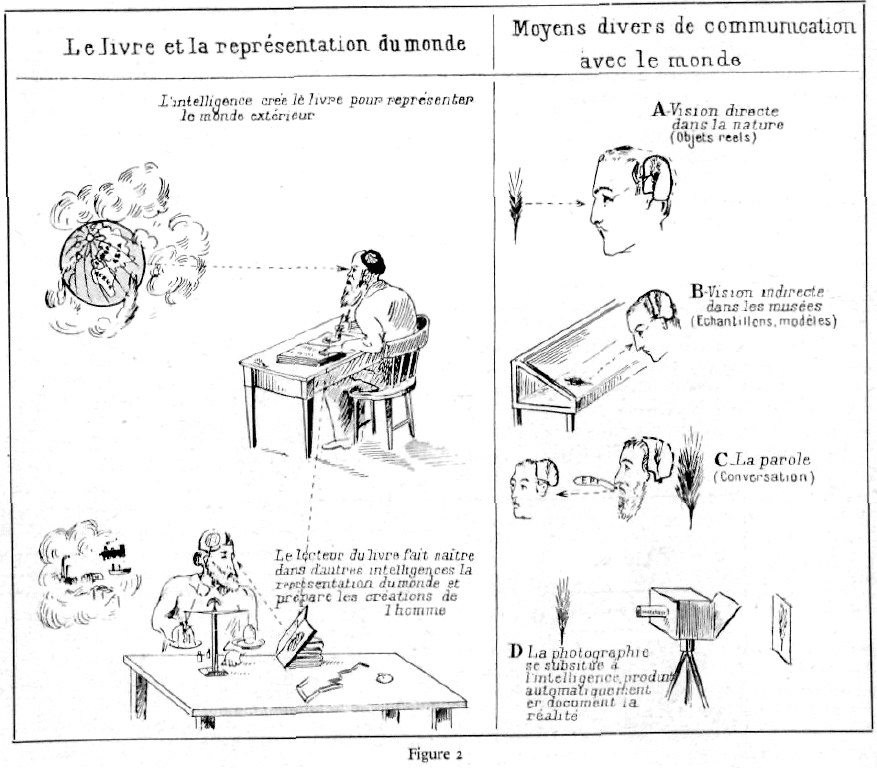 Le livre et la représentation du monde
L'intelligence crée le livre pour représenter
le monde extérieur
Le lecteur du livre fait naître
dans d'autres intelligences la
représentation du monde et
prépare les créations de
l'homme
Moyens divers de communication
avec le monde
A-Vision directe
dans la nature
(Objets reels)
B-Vision indirecte
dans les musées
(Echantillons, modèles)
EPI
C-La parole
(Conversation)
D La photographie
se subsitue à
l'intelligence, produit
automatiquement
en document la
réalité
Figure 2